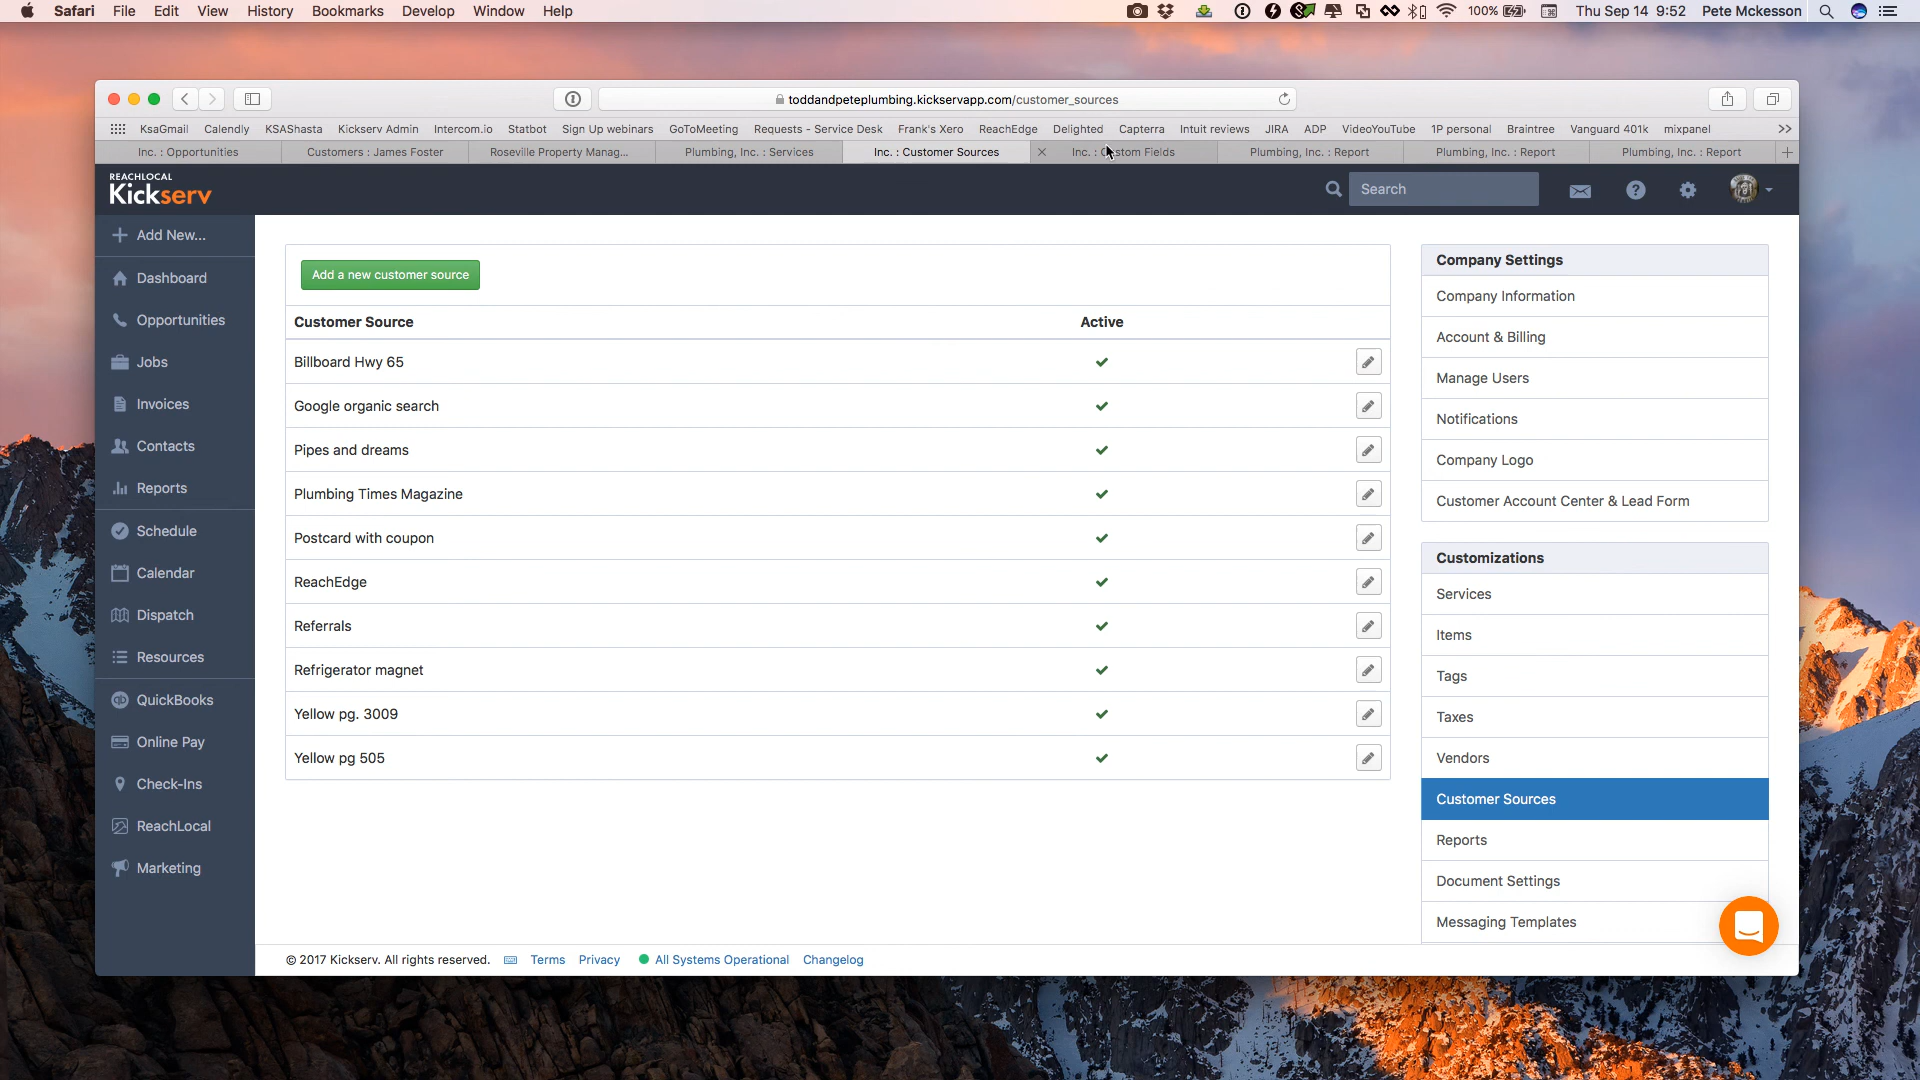 Safari File Edit View History Bookmarks Develop Window Help 100% Thu Sep 14 9:52 Pete Mckesson
toddandpeteplumbing.kickservapp.com/customer_sources
KsaGmail Calendly KSAShasta Kickserv Admin Intercom.io Statbot Sign Up webinars GoToMeeting Requests - Service Desk Frank's Xero ReachEdge Delighted Capterra Intuit reviews JIRA ADP VideoYouTube 1P personal Braintree Vanguard 401k mixpanel >>
Inc. : Opportunities Customers : James Foster Roseville Property Manag... Plumbing, Inc. : Services Inc. : Customer Sources Inc. : Custom Fields Plumbing, Inc. : Report Plumbing, Inc. : Report Plumbing, Inc. : Report
REACHLOCAL
Kickserv
Search
Add New...
Dashboard
Opportunities
Jobs
Invoices
Contacts
Reports
Schedule
Calendar
Dispatch
Resources
QuickBooks
Online Pay
Check-Ins
ReachLocal
Marketing
Add a new customer source
Customer Source Active
Billboard Hwy 65
Google organic search
Pipes and dreams
Plumbing Times Magazine
Postcard with coupon
ReachEdge
Referrals
Refrigerator magnet
Yellow pg. 3009
Yellow pg 505
Company Settings
Company Information
Account & Billing
Manage Users
Notifications
Company Logo
Customer Account Center & Lead Form
Customizations
Services
Items
Tags
Taxes
Vendors
Customer Sources
Reports
Document Settings
Messaging Templates
© 2017 Kickserv. All rights reserved. Terms Privacy All Systems Operational Changelog